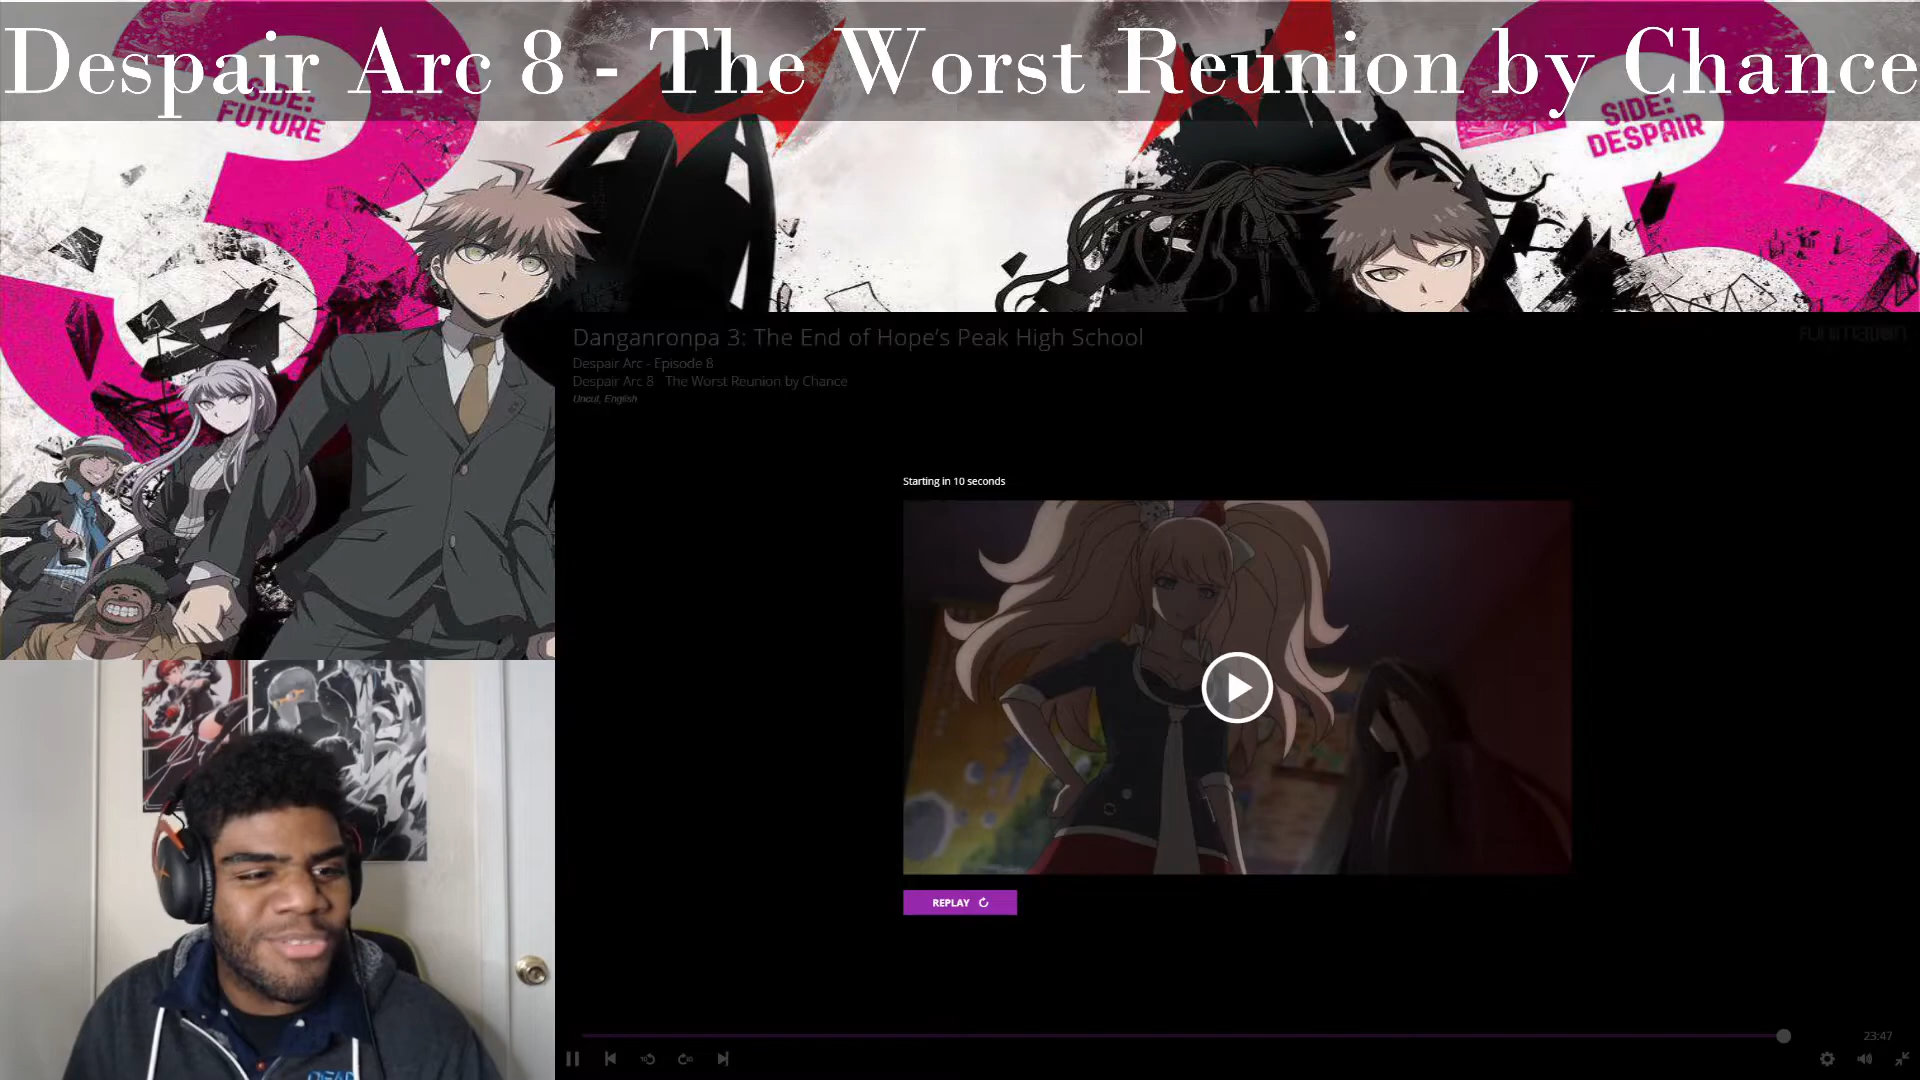 Despair Arc 8 - The Worst Reunion by Chance
SIDE:
FUTURE
SIDE:
DESPAIR
Danganronpa 3: The End of Hope's Peak High School
Funimation
Despair Arc - Episode 8
Despair Arc 8 The Worst Reunion by Chance
Uncut, English
Starting in 10 seconds
REPLAY
23:47